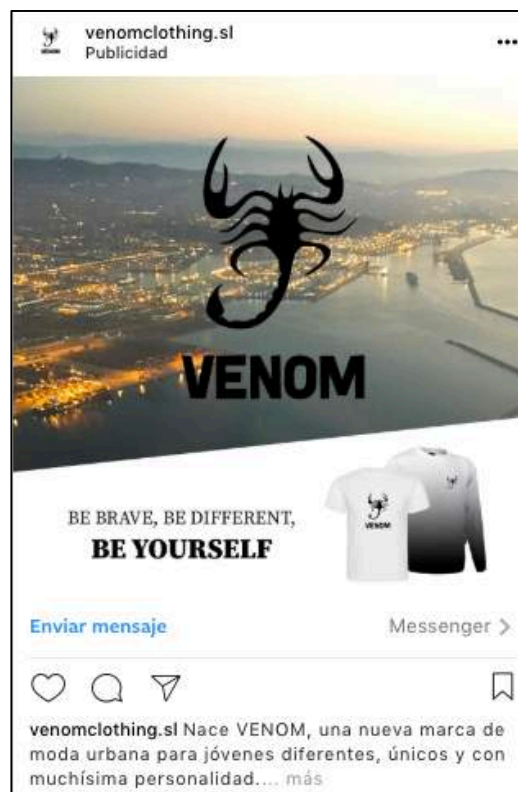 venomclothing.sl
Publicidad
VENOM
BE BRAVE, BE DIFFERENT,
BE YOURSELF
VENOM
Enviar mensaje
Messenger >
venomclothing.sl Nace VENOM, una nueva marca de
moda urbana para jóvenes diferentes, únicos y con
muchísima personalidad.... más